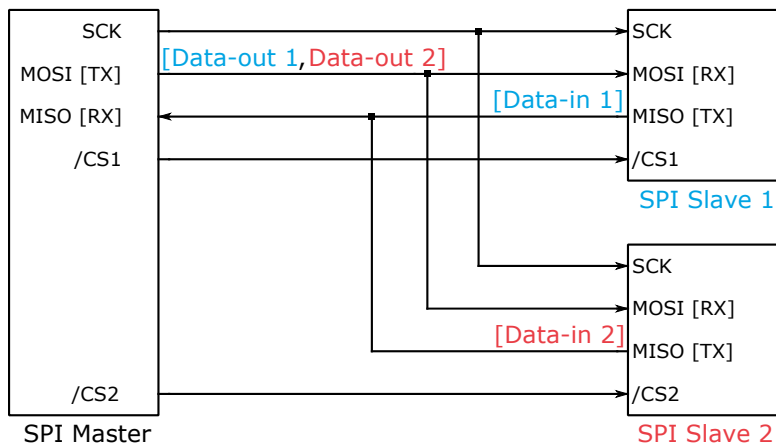 SCK
MOSI [TX]
MISO [RX]
/CS1
/CS2
SPI Master
[Data-out 1,Data-out 2]
[Data-in 1]
SCK
MOSI [RX]
MISO [TX]
/CS1
SPI Slave 1
[Data-in 2]
SCK
MOSI [RX]
MISO [TX]
/CS2
SPI Slave 2